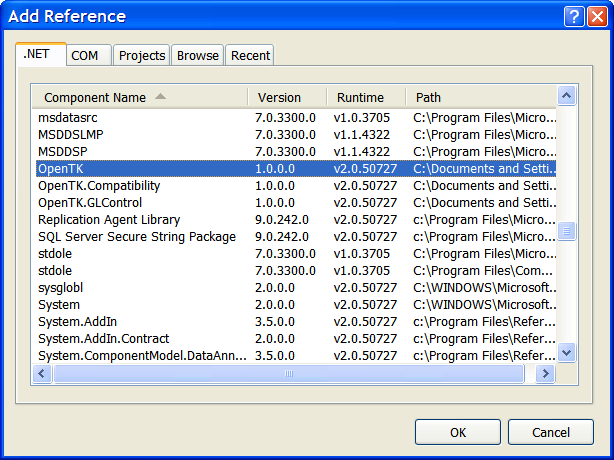 Add Reference
.NET COM Projects Browse Recent
Component Name Version Runtime Path
msdatasrc 7.0.3300.0 v1.0.3705 C:\Program Files\Micro...
MSDDSLMP 7.0.3300.0 v1.1.4322 C:\Program Files\Micro...
MSDDSP 7.0.3300.0 v1.1.4322 C:\Program Files\Micro...
OpenTK 1.0.0.0 v2.0.50727 C:\Documents and Setti...
OpenTK.Compatibility 1.0.0.0 v2.0.50727 C:\Documents and Setti...
OpenTK.GLControl 1.0.0.0 v2.0.50727 C:\Documents and Setti...
Replication Agent Library 9.0.242.0 v2.0.50727 c:\Program Files\Micro...
SQL Server Secure String Package 9.0.242.0 v2.0.50727 c:\Program Files\Micro...
stdole 7.0.3300.0 v1.0.3705 C:\Program Files\Micro...
stdole 7.0.3300.0 v1.0.3705 c:\Program Files\Com...
sysglobl 2.0.0.0 v2.0.50727 C:\WINDOWS\Microsoft...
System 2.0.0.0 v2.0.50727 C:\WINDOWS\Microsoft...
System.AddIn 3.5.0.0 v2.0.50727 c:\Program Files\Refer...
System.AddIn.Contract 2.0.0.0 v2.0.50727 c:\Program Files\Refer...
System.ComponentModel.DataAnn... 3.5.0.0 v2.0.50727 c:\Program Files\Refer...
OK Cancel